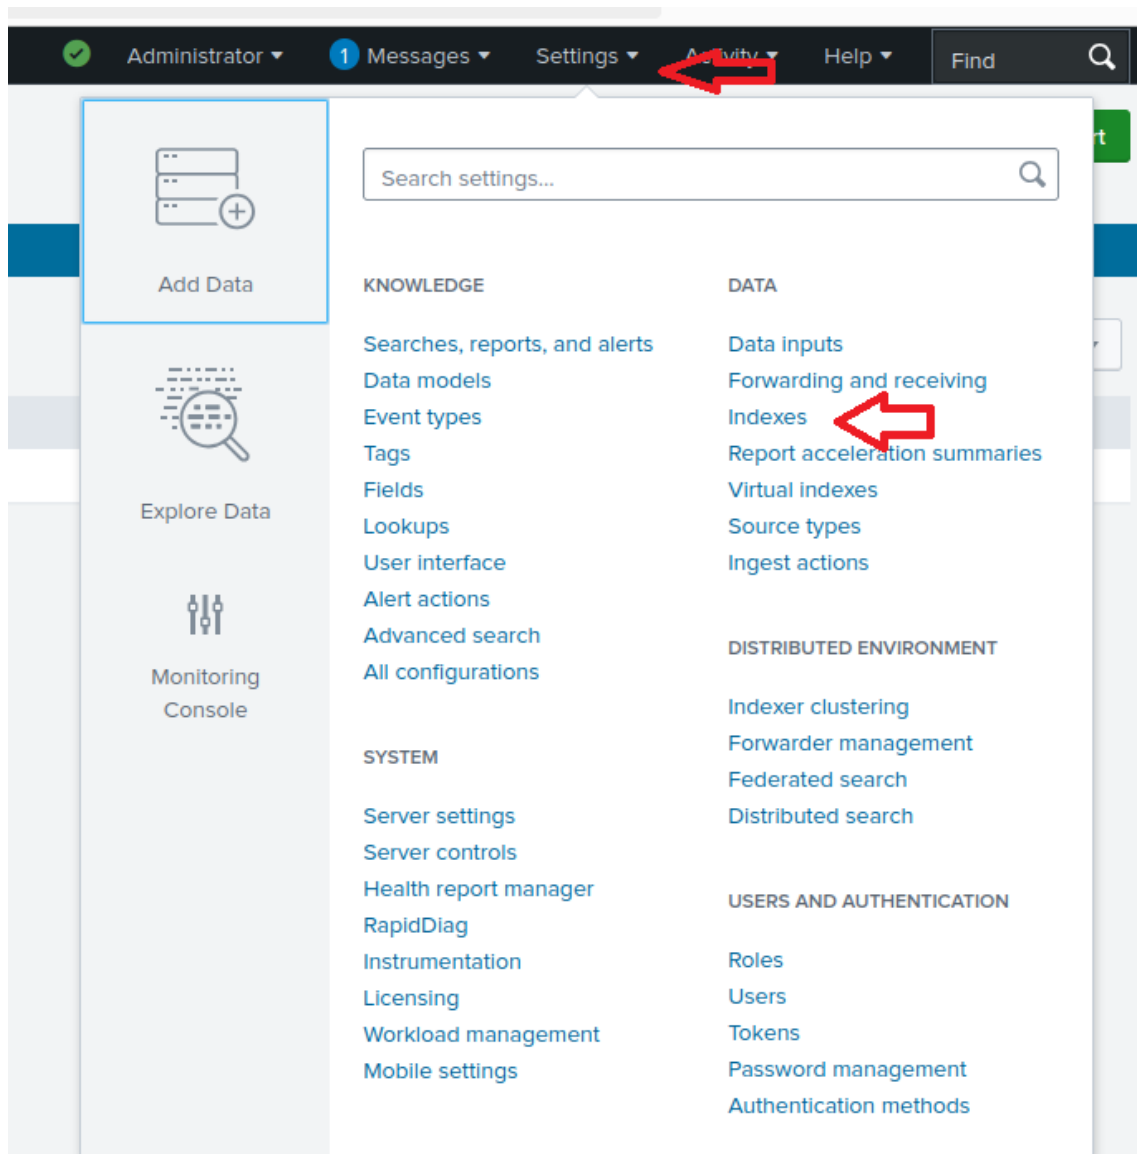 Administrator
1 Messages
Settings
Activity
Help
Find
rt
Search settings...
Add Data
Explore Data
Monitoring
Console
KNOWLEDGE
Searches, reports, and alerts
Data models
Event types
Tags
Fields
Lookups
User interface
Alert actions
Advanced search
All configurations
SYSTEM
Server settings
Server controls
Health report manager
RapidDiag
Instrumentation
Licensing
Workload management
Mobile settings
DATA
Data inputs
Forwarding and receiving
Indexes
Report acceleration summaries
Virtual indexes
Source types
Ingest actions
DISTRIBUTED ENVIRONMENT
Indexer clustering
Forwarder management
Federated search
Distributed search
USERS AND AUTHENTICATION
Roles
Users
Tokens
Password management
Authentication methods